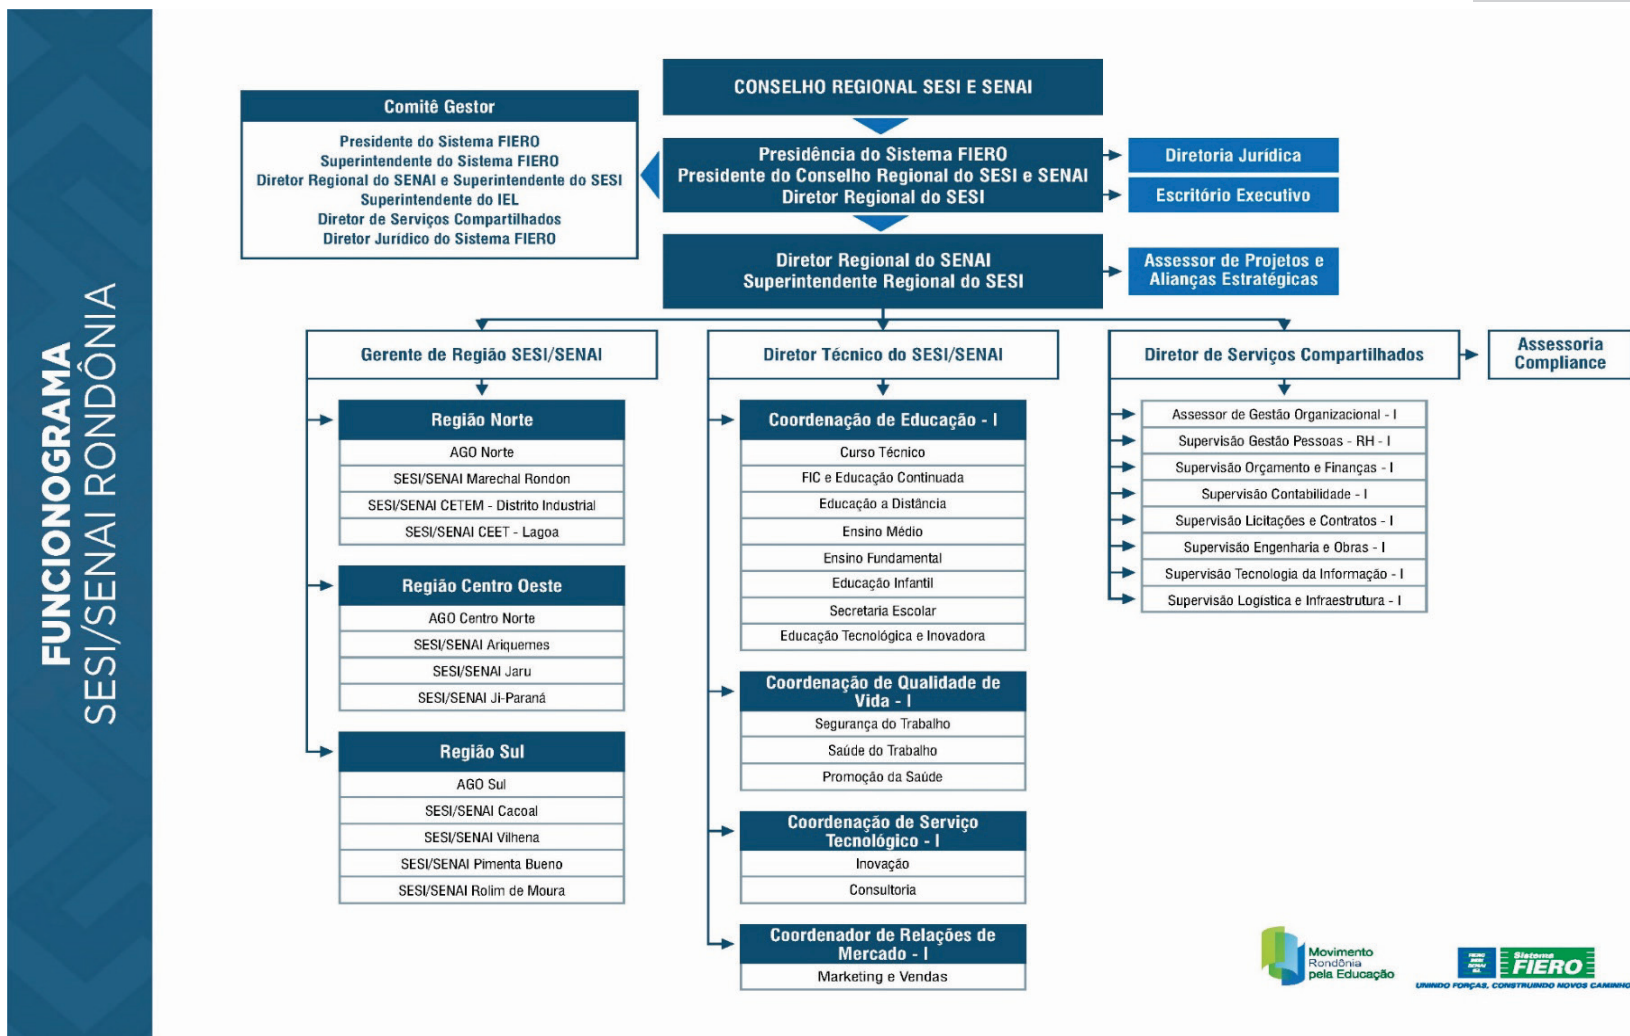 FUNCIONOGRAMA
SESI/SENAI RONDÔNIA
CONSELHO REGIONAL SESI E SENAI
Comitê Gestor
Presidente do Sistema FIERO
Superintendente do Sistema FIERO
Diretor Regional do SENAI e Superintendente do SESI
Superintendente do IEL
Diretor de Serviços Compartilhados
Diretor Jurídico do Sistema FIERO
Presidência do Sistema FIERO
Presidente do Conselho Regional do SESI e SENAI
Diretor Regional do SESI
Diretoria Jurídica
Escritório Executivo
Diretor Regional do SENAI
Superintendente Regional do SESI
Assessor de Projetos e
Alianças Estratégicas
Gerente de Região SESI/SENAI
Região Norte
AGO Norte
SESI/SENAI Marechal Rondon
SESI/SENAI CETEM - Distrito Industrial
SESI/SENAI CEET - Lagoa
Região Centro Oeste
AGO Centro Norte
SESI/SENAI Ariquemes
SESI/SENAI Jaru
SESI/SENAI Ji-Paraná
Região Sul
AGO Sul
SESI/SENAI Cacoal
SESI/SENAI Vilhena
SESI/SENAI Pimenta Bueno
SESI/SENAI Rolim de Moura
Diretor Técnico do SESI/SENAI
Coordenação de Educação - I
Curso Técnico
FIC e Educação Continuada
Educação a Distância
Ensino Médio
Ensino Fundamental
Educação Infantil
Secretaria Escolar
Educação Tecnológica e Inovadora
Coordenação de Qualidade de
Vida - I
Segurança do Trabalho
Saúde do Trabalho
Promoção da Saúde
Coordenação de Serviço
Tecnológico - I
Inovação
Consultoria
Coordenador de Relações de
Mercado - I
Marketing e Vendas
Diretor de Serviços Compartilhados
Assessoria
Compliance
Assessor de Gestão Organizacional - I
Supervisão Gestão Pessoas - RH - I
Supervisão Orçamento e Finanças - I
Supervisão Contabilidade - I
Supervisão Licitações e Contratos - I
Supervisão Engenharia e Obras - I
Supervisão Tecnologia da Informação - I
Supervisão Logística e Infraestrutura - I
Movimento
Rondônia
pela Educação
Sistema
FIERO
UNINDO FORÇAS, CONSTRUINDO NOVOS CAMINHO